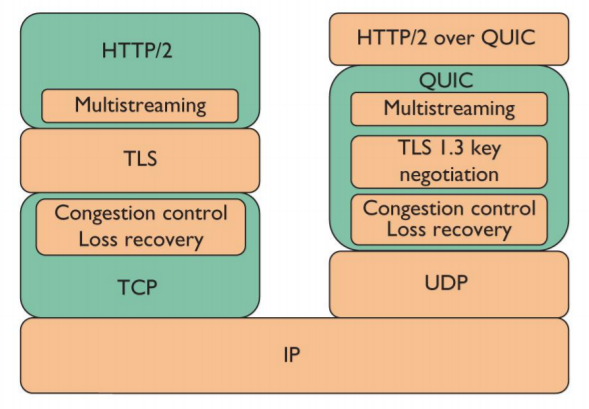 HTTP/2
Multistreaming
TLS
Congestion control
Loss recovery
TCP
HTTP/2 over QUIC
QUIC
Multistreaming
TLS 1.3 key
negotiation
Congestion control
Loss recovery
UDP
IP